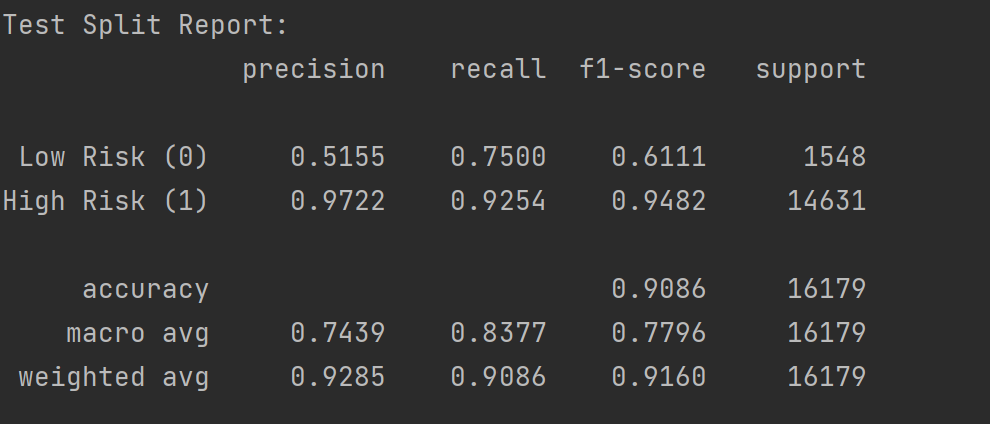 Test Split Report:
precision recall f1-score support
Low Risk (0) 0.5155 0.7500 0.6111 1548
High Risk (1) 0.9722 0.9254 0.9482 14631
accuracy 0.9086 16179
macro avg 0.7439 0.8377 0.7796 16179
weighted avg 0.9285 0.9086 0.9160 16179